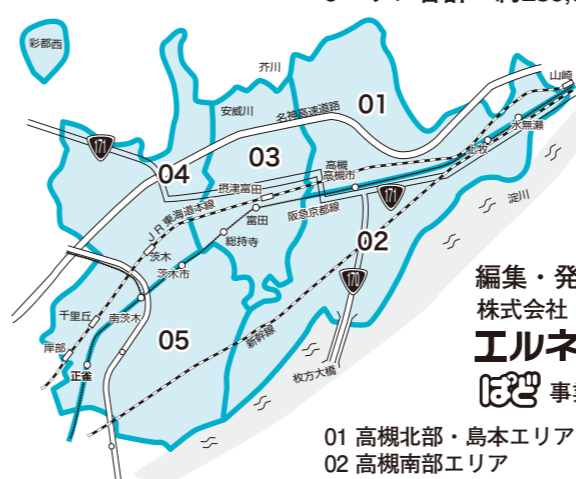 彩都西
芥川
山崎
安威川
名神高速道路
01
水無瀬
171
上牧
03
高槻
04
高槻市
摂津富田
171
淀川
富田
阪急京都線
JR東海道本線
総持寺
02
茨木
茨木市
170
編集・発
株式会社
千里丘
南茨木
エルネ
05
岸部
新幹線
正雀
枚方大橋
ぱど 事業
01 高槻北部・島本エリア
02 高槻南部エリア